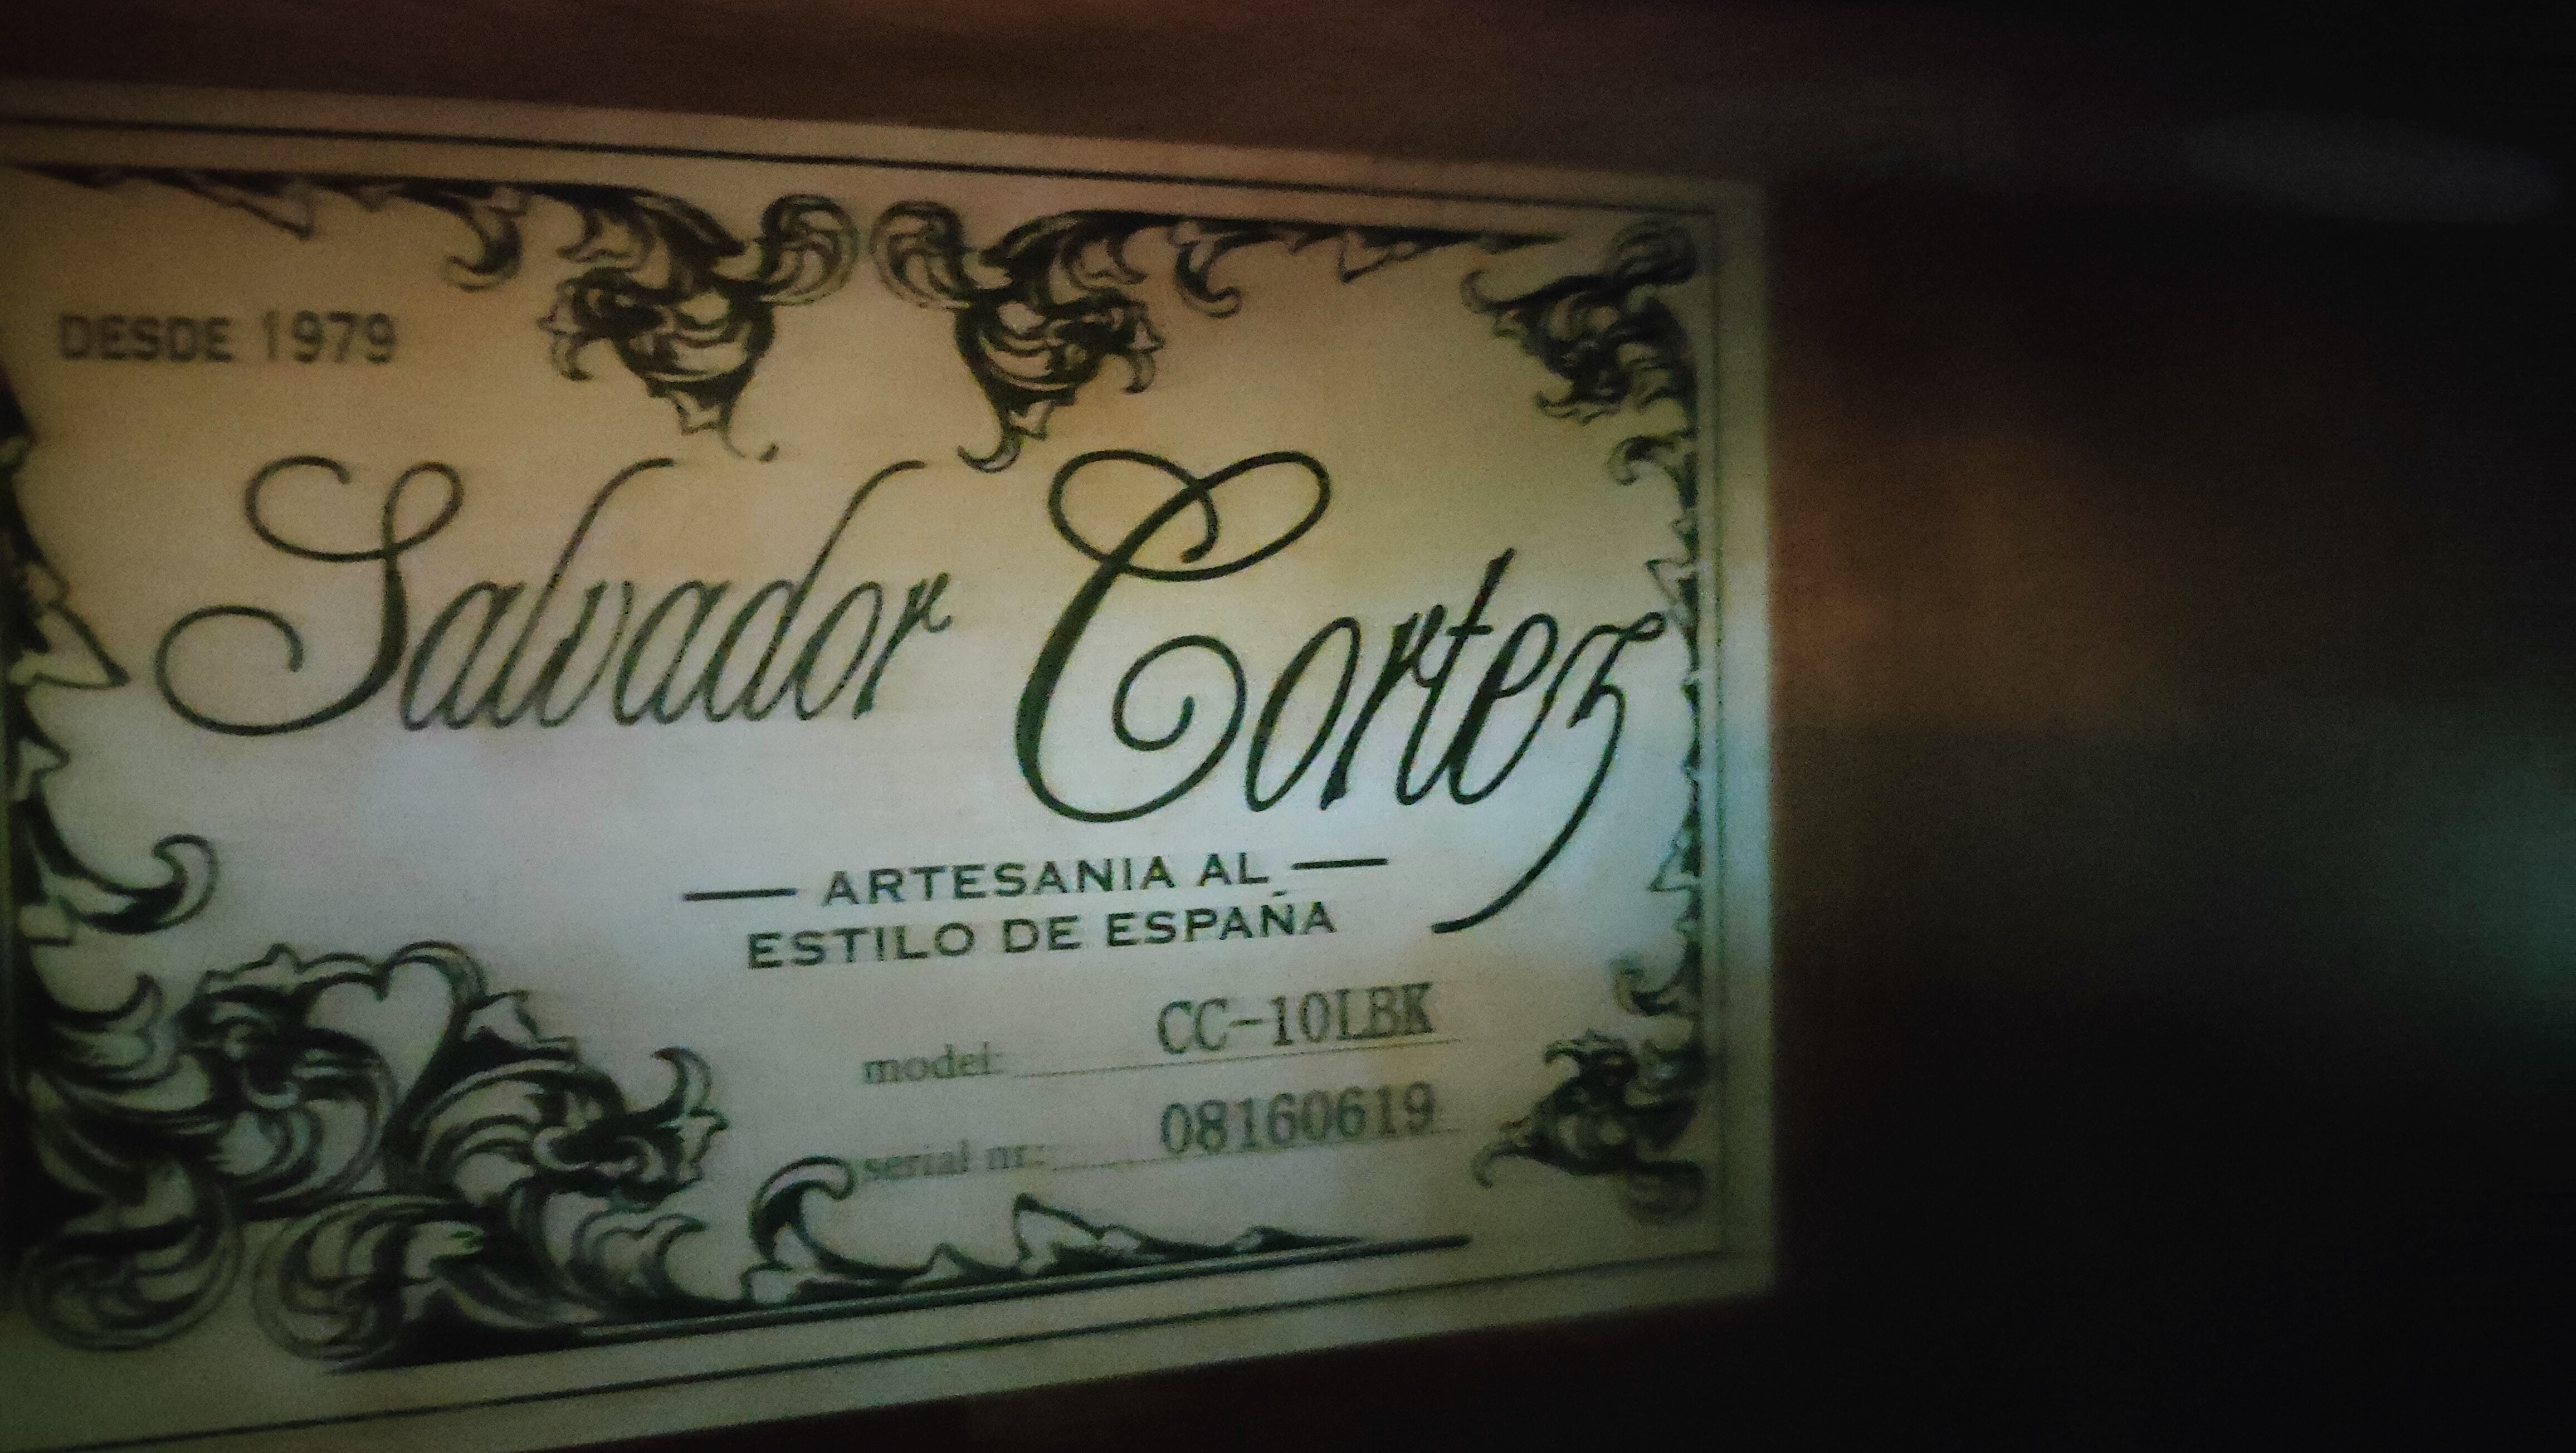 DESDE 1979
Salvador Cortez
ARTESANIA AL
ESTILO DE ESPAÑA
model: CC-10LBK
serial nr: 08160619